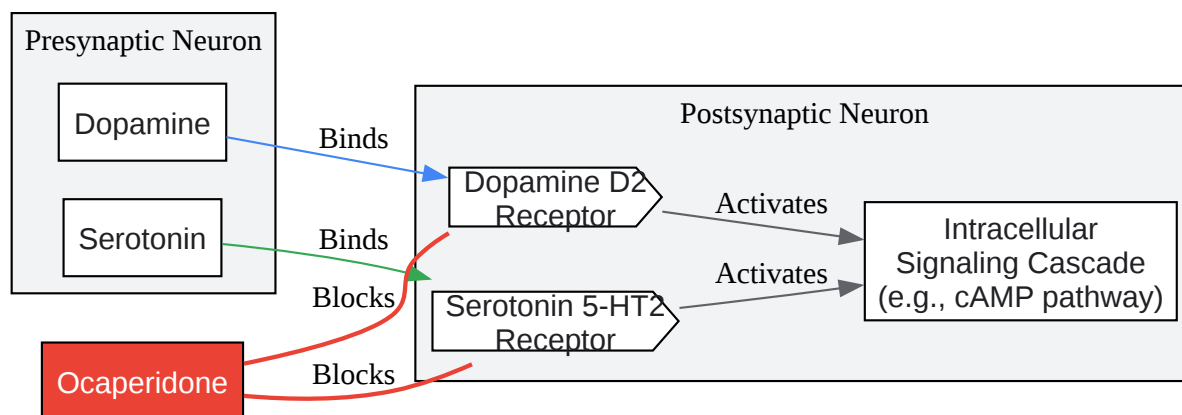 Presynaptic Neuron
Dopamine
Serotonin
Binds
Binds
Blocks
Blocks
Ocaperidone
Postsynaptic Neuron
Dopamine D2
Receptor
Serotonin 5-HT2
Receptor
Activates
Activates
Intracellular
Signaling Cascade
(e.g., cAMP pathway)